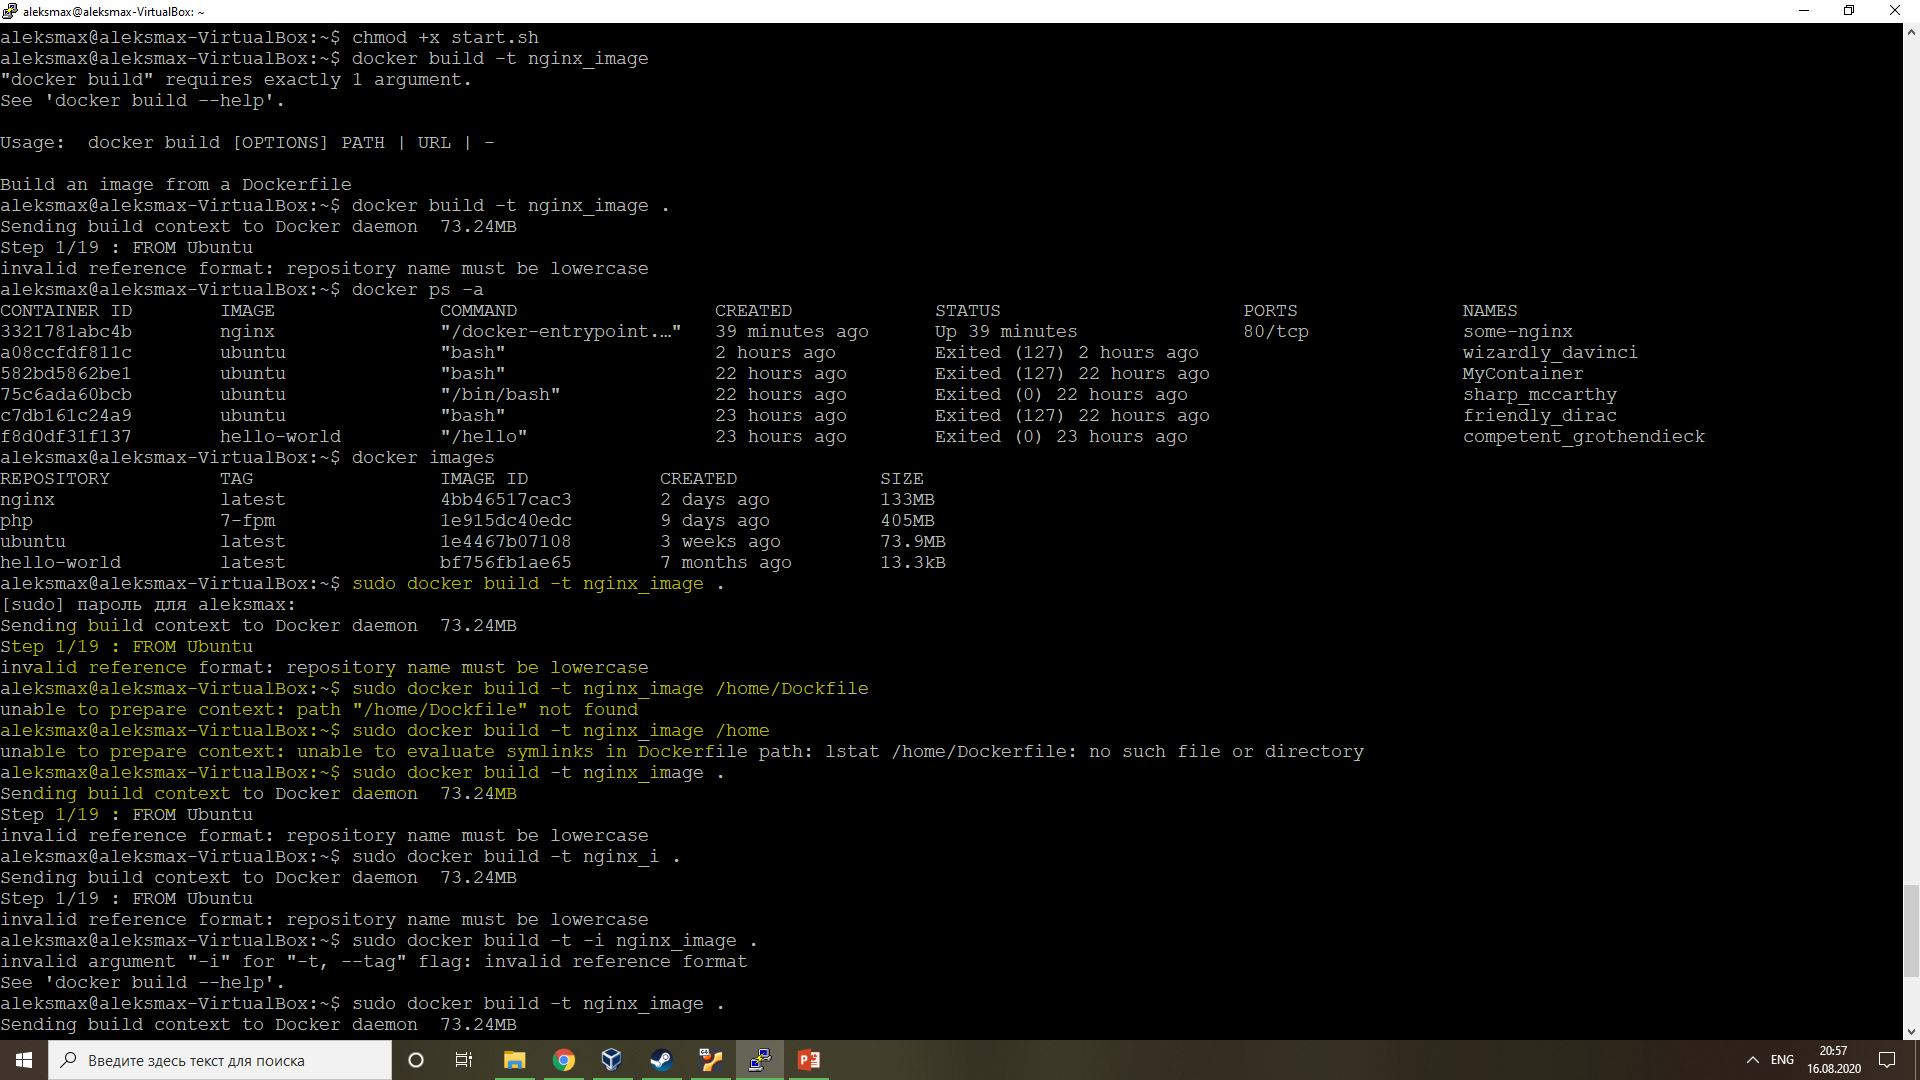 aleksmax@aleksmax-VirtualBox: ~
aleksmax@aleksmax-VirtualBox:~$ chmod +x start.sh
aleksmax@aleksmax-VirtualBox:~$ docker build -t nginx_image
"docker build" requires exactly 1 argument.
See 'docker build --help'.
Usage:  docker build [OPTIONS] PATH | URL | -
Build an image from a Dockerfile
aleksmax@aleksmax-VirtualBox:~$ docker build -t nginx_image .
Sending build context to Docker daemon  73.24MB
Step 1/19 : FROM Ubuntu
invalid reference format: repository name must be lowercase
aleksmax@aleksmax-VirtualBox:~$ docker ps -a
CONTAINER ID        IMAGE               COMMAND                  CREATED             STATUS                      PORTS               NAMES
3321781abc4b        nginx               "/docker-entrypoint.…"   39 minutes ago      Up 39 minutes               80/tcp              some-nginx
a08ccfdf811c        ubuntu              "bash"                   2 hours ago         Exited (127) 2 hours ago                        wizardly_davinci
582bd5862be1        ubuntu              "bash"                   22 hours ago        Exited (127) 22 hours ago                       MyContainer
75c6ada60bcb        ubuntu              "/bin/bash"              22 hours ago        Exited (0) 22 hours ago                         sharp_mccarthy
c7db161c24a9        ubuntu              "bash"                   23 hours ago        Exited (127) 22 hours ago                       friendly_dirac
f8d0df31f137        hello-world         "/hello"                 23 hours ago        Exited (0) 23 hours ago                         competent_grothendieck
aleksmax@aleksmax-VirtualBox:~$ docker images
REPOSITORY          TAG                 IMAGE ID            CREATED             SIZE
nginx               latest              4bb46517cac3        2 days ago          133MB
php                 7-fpm               1e915dc40edc        9 days ago          405MB
ubuntu              latest              1e4467b07108        3 weeks ago         73.9MB
hello-world         latest              bf756fb1ae65        7 months ago        13.3kB
aleksmax@aleksmax-VirtualBox:~$ sudo docker build -t nginx_image .
[sudo] пароль для aleksmax:
Sending build context to Docker daemon  73.24MB
Step 1/19 : FROM Ubuntu
invalid reference format: repository name must be lowercase
aleksmax@aleksmax-VirtualBox:~$ sudo docker build -t nginx_image /home/Dockfile
unable to prepare context: path "/home/Dockfile" not found
aleksmax@aleksmax-VirtualBox:~$ sudo docker build -t nginx_image /home
unable to prepare context: unable to evaluate symlinks in Dockerfile path: lstat /home/Dockerfile: no such file or directory
aleksmax@aleksmax-VirtualBox:~$ sudo docker build -t nginx_image .
Sending build context to Docker daemon  73.24MB
Step 1/19 : FROM Ubuntu
invalid reference format: repository name must be lowercase
aleksmax@aleksmax-VirtualBox:~$ sudo docker build -t nginx_i .
Sending build context to Docker daemon  73.24MB
Step 1/19 : FROM Ubuntu
invalid reference format: repository name must be lowercase
aleksmax@aleksmax-VirtualBox:~$ sudo docker build -t -i nginx_image .
invalid argument "-i" for "-t, --tag" flag: invalid reference format
See 'docker build --help'.
aleksmax@aleksmax-VirtualBox:~$ sudo docker build -t nginx_image .
Sending build context to Docker daemon  73.24MB
Введите здесь текст для поиска
ENG
20:57
16.08.2020